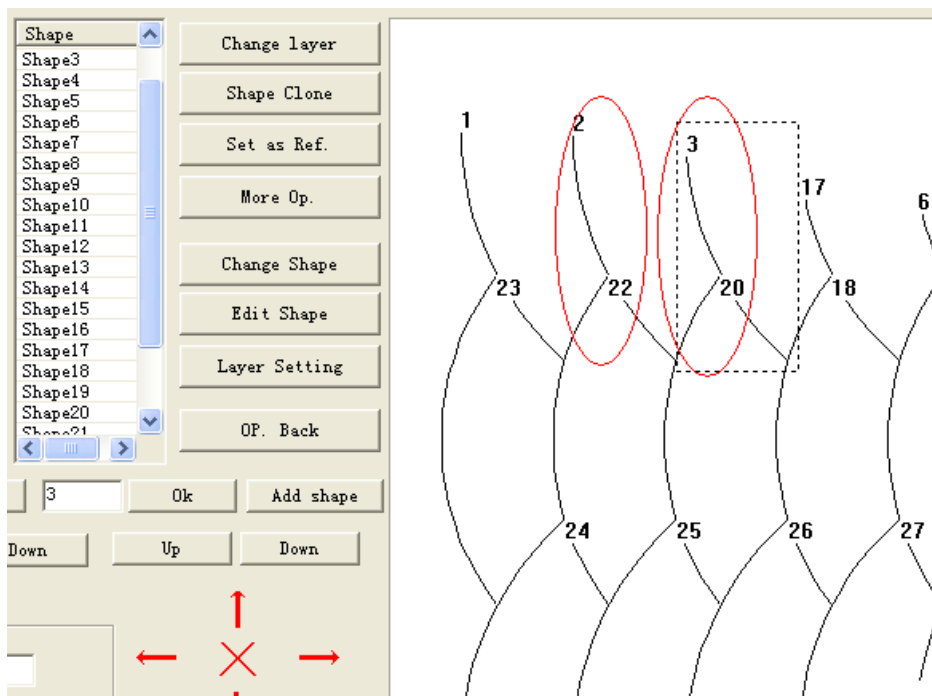 Shape
Shape3
Shape4
Shape5
Shape6
Shape7
Shape8
Shape9
Shape10
Shape11
Shape12
Shape13
Shape14
Shape15
Shape16
Shape17
Shape18
Shape19
Shape20
Shape21
Change layer
Shape Clone
Set as Ref.
More Op.
Change Shape
Edit Shape
Layer Setting
OP. Back
3
Ok
Add shape
Down
Up
Down
1
2
3
17
6
23
22
20
18
24
25
26
27